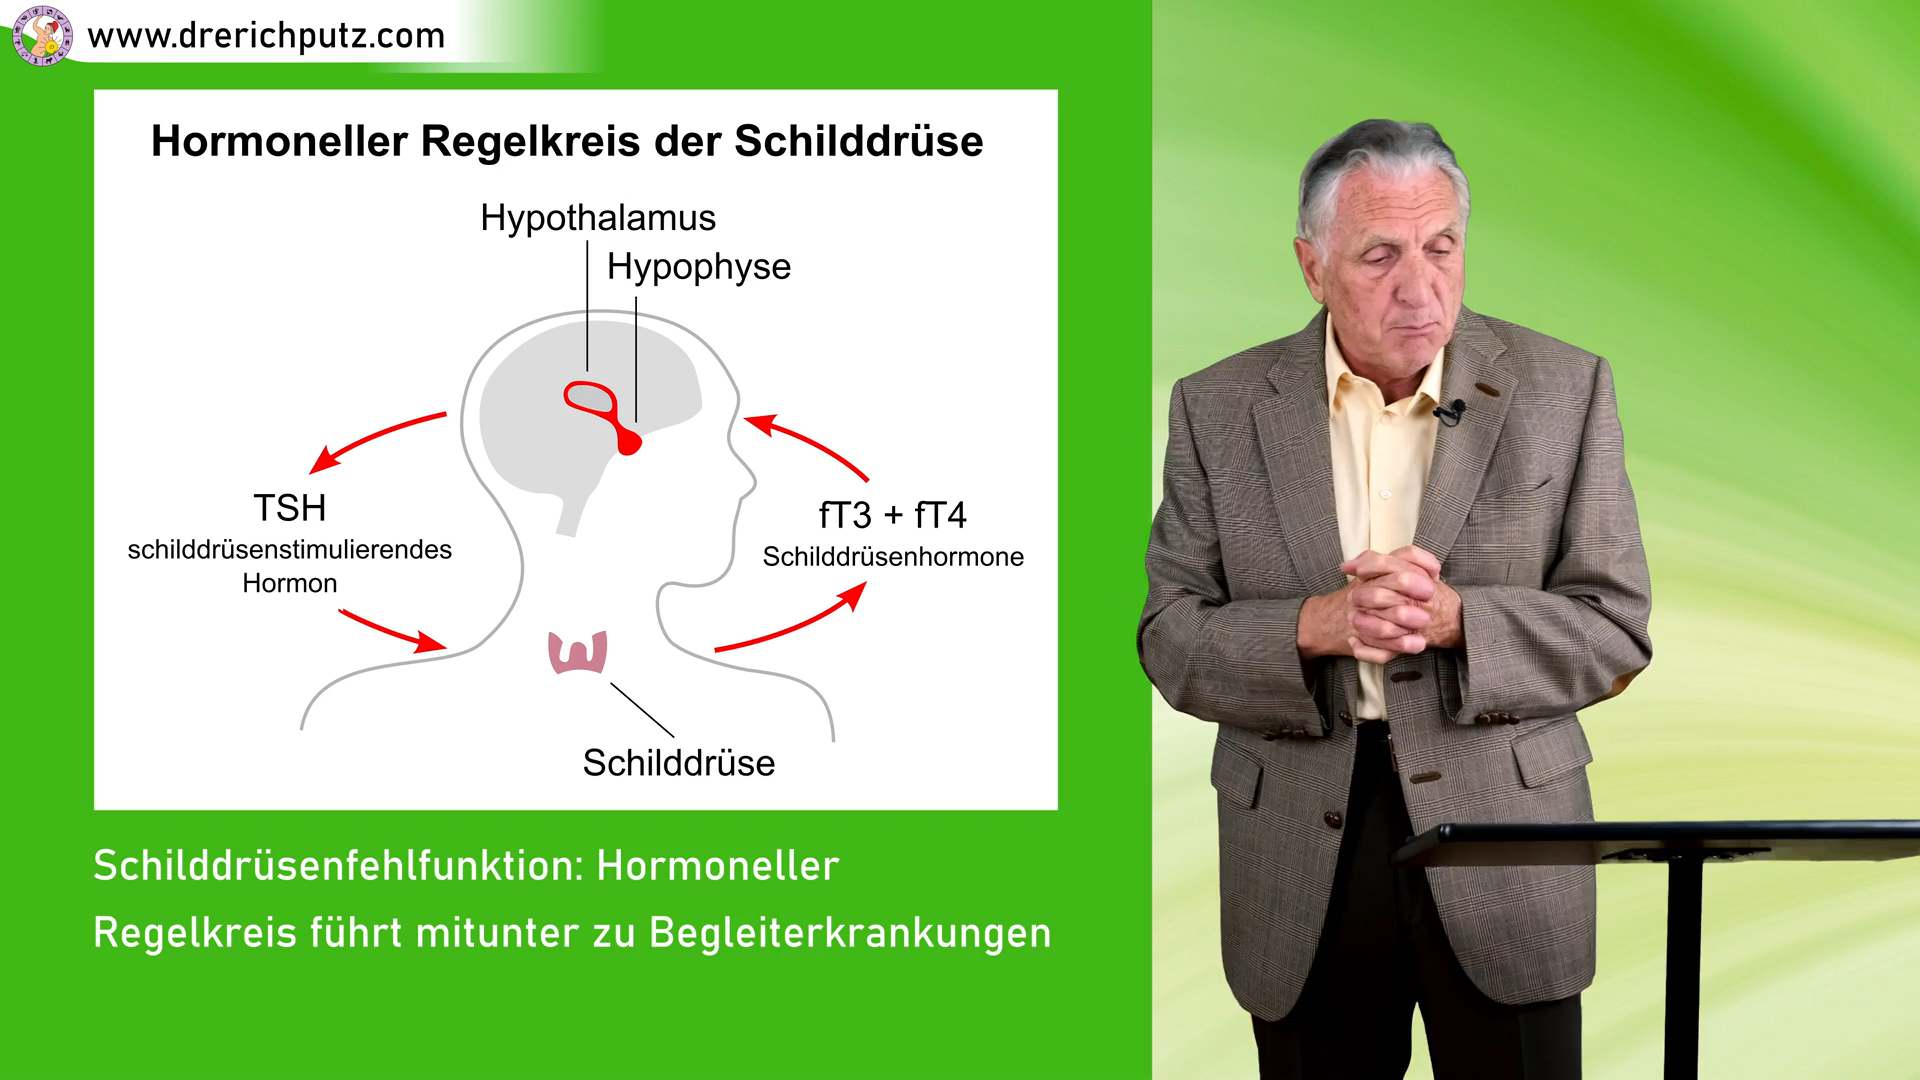 www.drerichputz.com
Hormoneller Regelkreis der Schilddrüse
Hypothalamus
Hypophyse
TSH
schilddrüsenstimulierendes
Hormon
fT3 + fT4
Schilddrüsenhormone
Schilddrüse
Schilddrüsenfehlfunktion: Hormoneller
Regelkreis führt mitunter zu Begleiterkrankungen